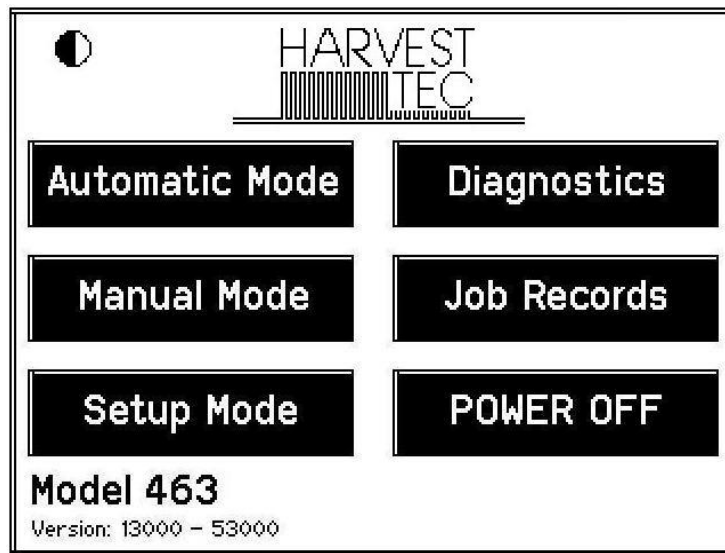 HARVEST
TEC
Automatic Mode
Diagnostics
Manual Mode
Job Records
Setup Mode
POWER OFF
Model 463
Version: 13000 - 53000